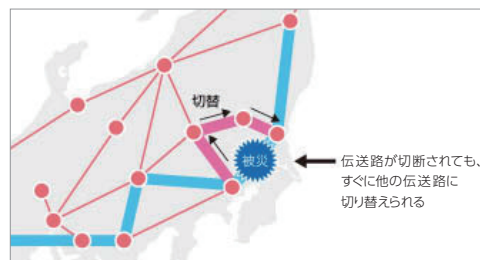 切替
被災
伝送路が切断されても、
すぐに他の伝送路に
切り替えられる